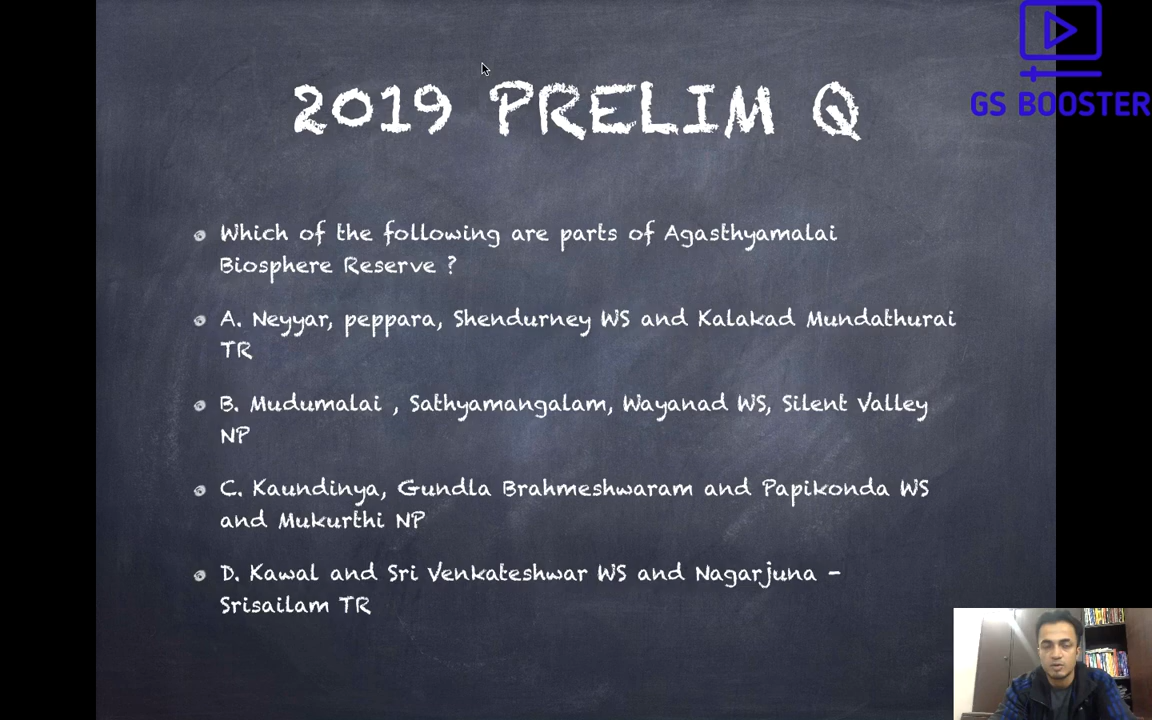 GS BOOSTER
2019 PRELIM Q
Which of the following are parts of Agasthyamalai
Biosphere Reserve ?
A. Neyyar, peppara, Shendurney WS and Kalakad Mundathurai
TR
B. Mudumalai , Sathyamangalam, Wayanad WS, Silent Valley
NP
C. Kaundinya, Gundla Brahmeshwaram and Papikonda WS
and Mukurthi NP
D. Kawal and Sri Venkateshwar WS and Nagarjuna -
Srisailam TR